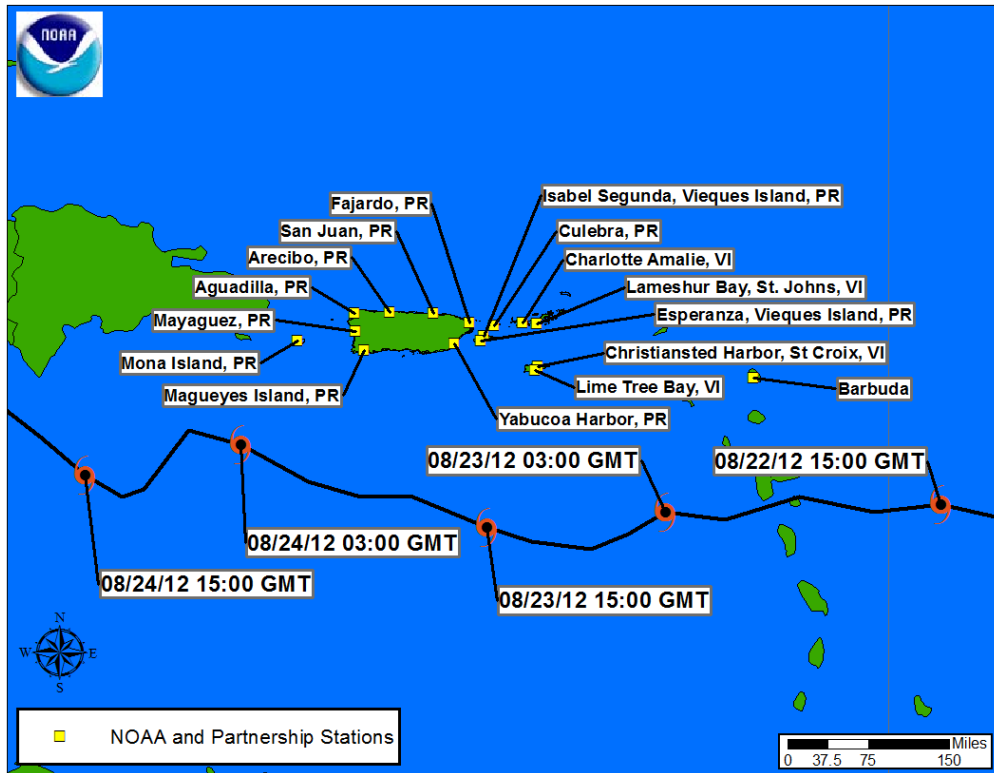 NOAA
Isabel Segunda, Vieques Island, PR
Fajardo, PR
San Juan, PR
Culebra, PR
Arecibo, PR
Charlotte Amalie, VI
Aguadilla, PR
Lameshur Bay, St. Johns, VI
Mayaguez, PR
Esperanza, Vieques Island, PR
Mona Island, PR
Christiansted Harbor, St Croix, VI
Magueyes Island, PR
Lime Tree Bay, VI
Barbuda
Yabucoa Harbor, PR
08/23/12 03:00 GMT
08/22/12 15:00 GMT
08/24/12 03:00 GMT
08/24/12 15:00 GMT
08/23/12 15:00 GMT
N
W E
S
NOAA and Partnership Stations
Miles
0 37.5 75 150